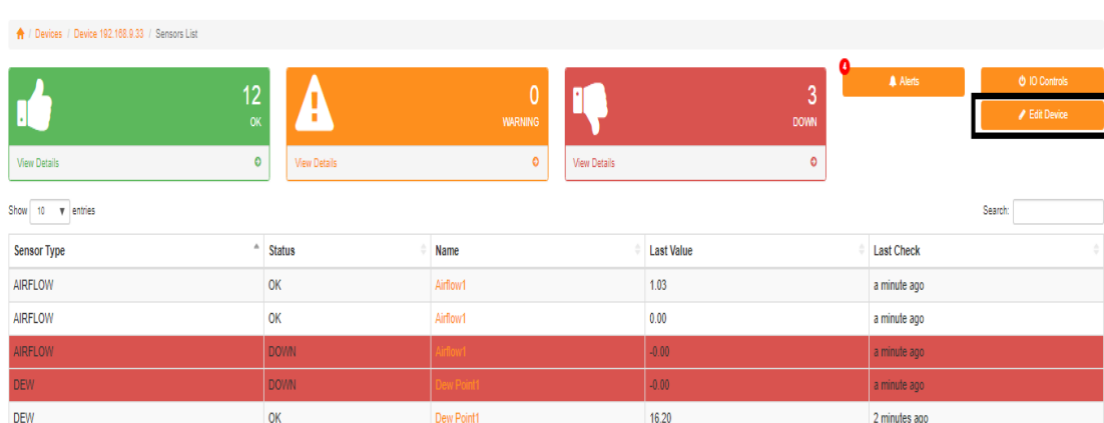 / Devices / Device 192.168.9.33 / Sensors List
12
OK
View Details
0
WARNING
View Details
3
DOWN
View Details
4
Alerts
IO Controls
Edit Device
Show 10 entries
Search:
Sensor Type Status Name Last Value Last Check
AIRFLOW OK Airflow1 1.03 a minute ago
AIRFLOW OK Airflow1 0.00 a minute ago
AIRFLOW DOWN Airflow1 -0.00 a minute ago
DEW DOWN Dew Point1 -0.00 a minute ago
DEW OK Dew Point1 16.20 2 minutes ago